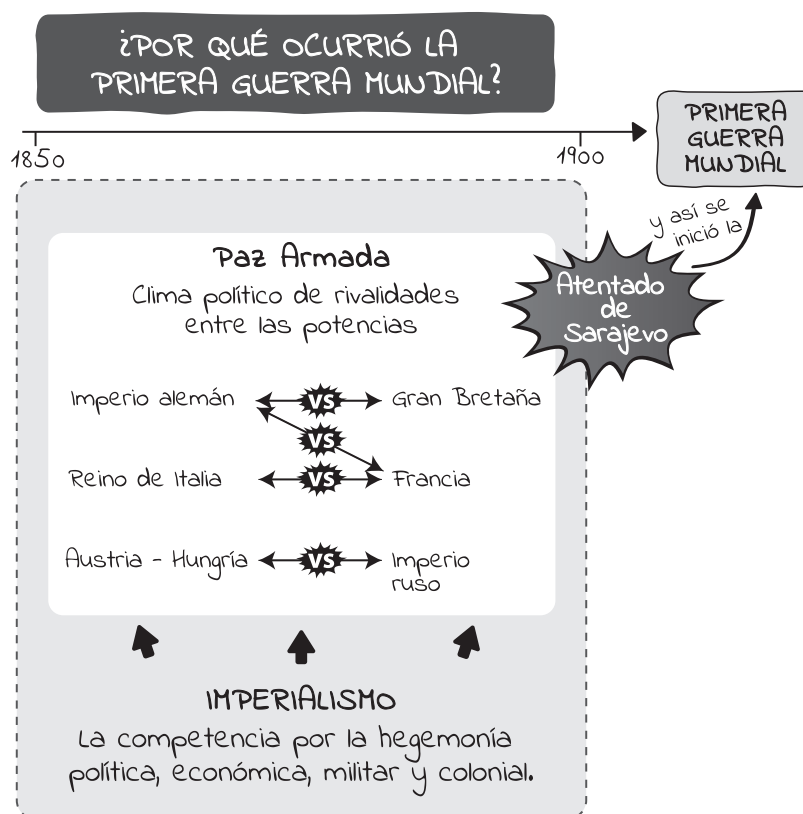 ¿POR QUÉ OCURRIÓ LA
PRIMERA GUERRA MUNDIAL?
1850
1900
PRIMERA
GUERRA
MUNDIAL
y así se
inició la
Atentado
de
Sarajevo
Paz Armada
Clima político de rivalidades
entre las potencias
Imperio alemán
VS
Gran Bretaña
VS
Reino de Italia
VS
Francia
Austria - Hungría
VS
Imperio
ruso
IMPERIALISMO
La competencia por la hegemonía
política, económica, militar y colonial.